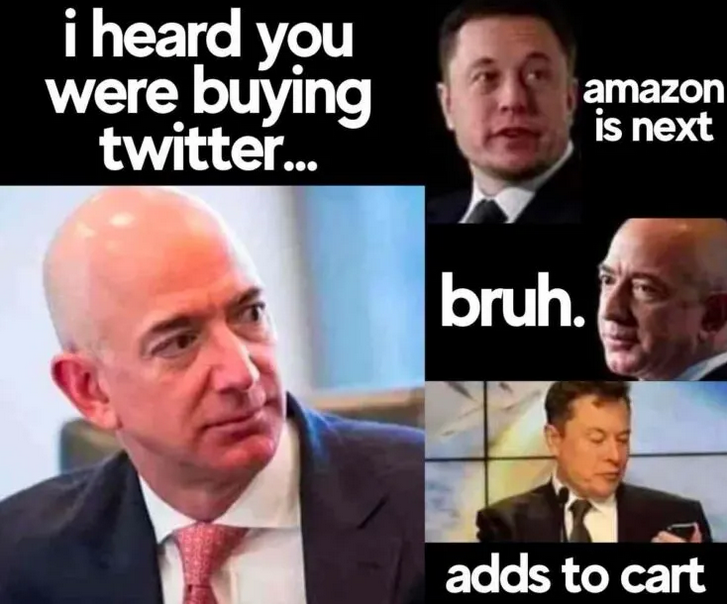 i heard you
were buying
twitter...
amazon
is next
bruh.
adds to cart